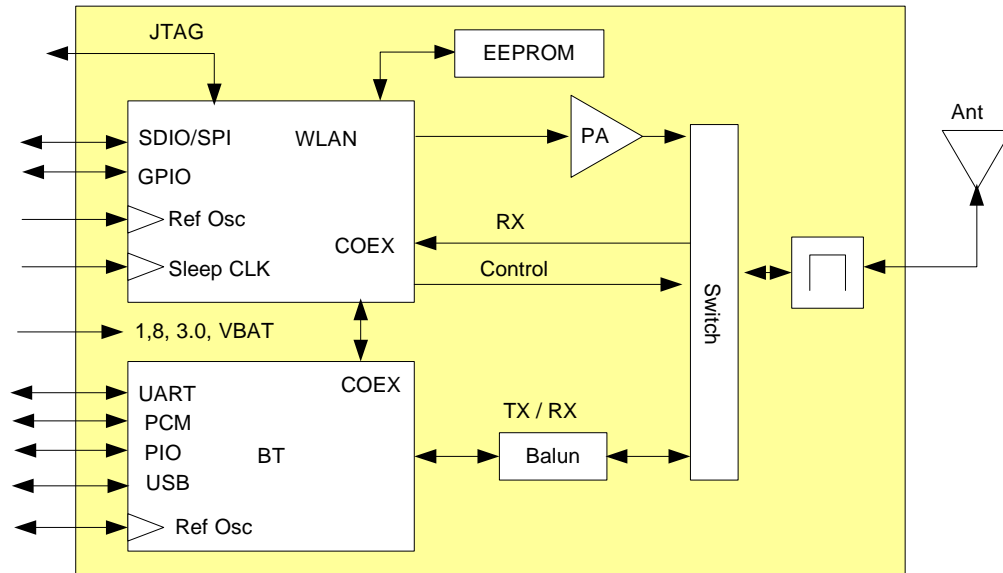 JTAG
EEPROM
SDIO/SPI
WLAN
PA
Ant
GPIO
Ref Osc
RX
COEX
Sleep CLK
Control
Switch
1,8, 3.0, VBAT
COEX
UART
TX / RX
PCM
PIO
BT
Balun
USB
Ref Osc